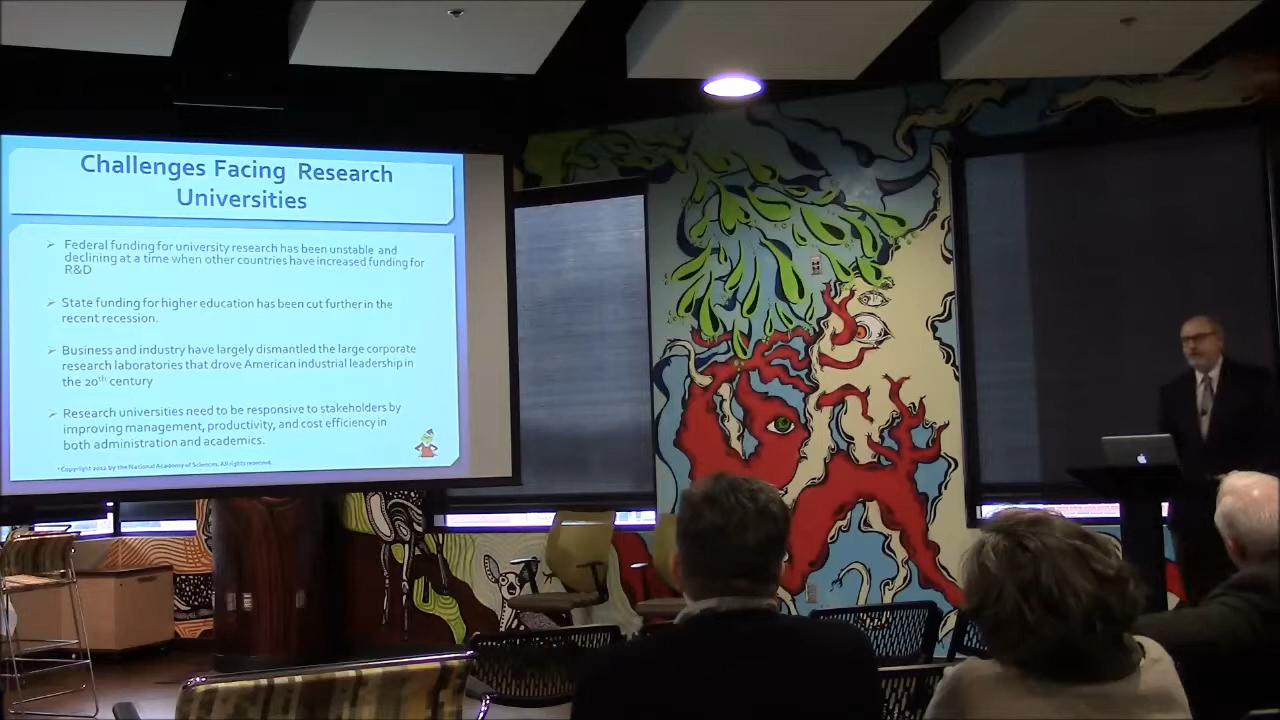 Challenges Facing Research
Universities
Federal funding for university research has been unstable and
declining at a time when other countries have increased funding for
R&D
State funding for higher education has been cut further in the
recent recession.
Business and industry have largely dismantled the large corporate
research laboratories that drove American industrial leadership in
the 20th century
Research universities need to be responsive to stakeholders by
improving management, productivity, and cost efficiency in
both administration and academics.
*Copyright 2012 by the National Academy of Sciences. All rights reserved.